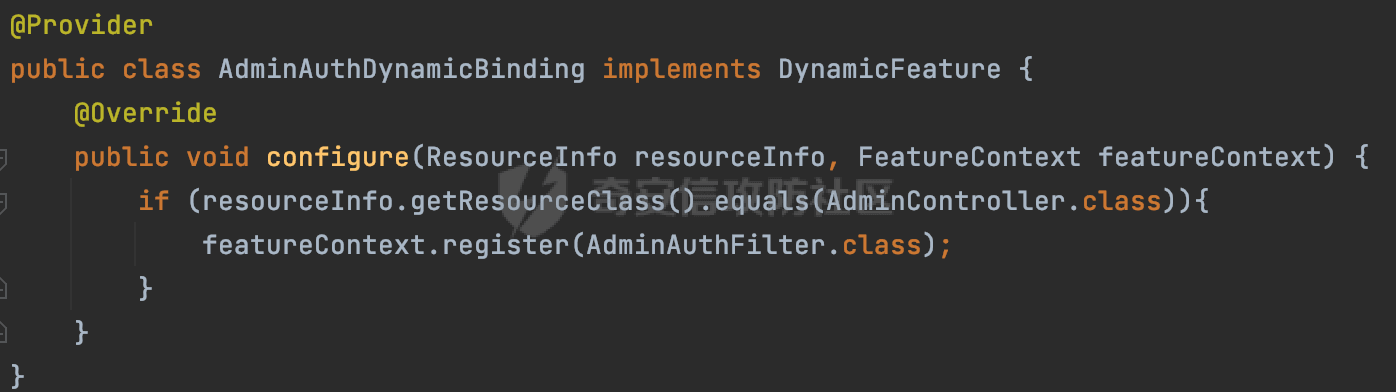 @Provider
public class AdminAuthDynamicBinding implements DynamicFeature {
    @Override
    public void configure(ResourceInfo resourceInfo, FeatureContext featureContext) {
        if (resourceInfo.getResourceClass().equals(AdminController.class)){
            featureContext.register(AdminAuthFilter.class);
        }
    }
}
奇安信攻防社区